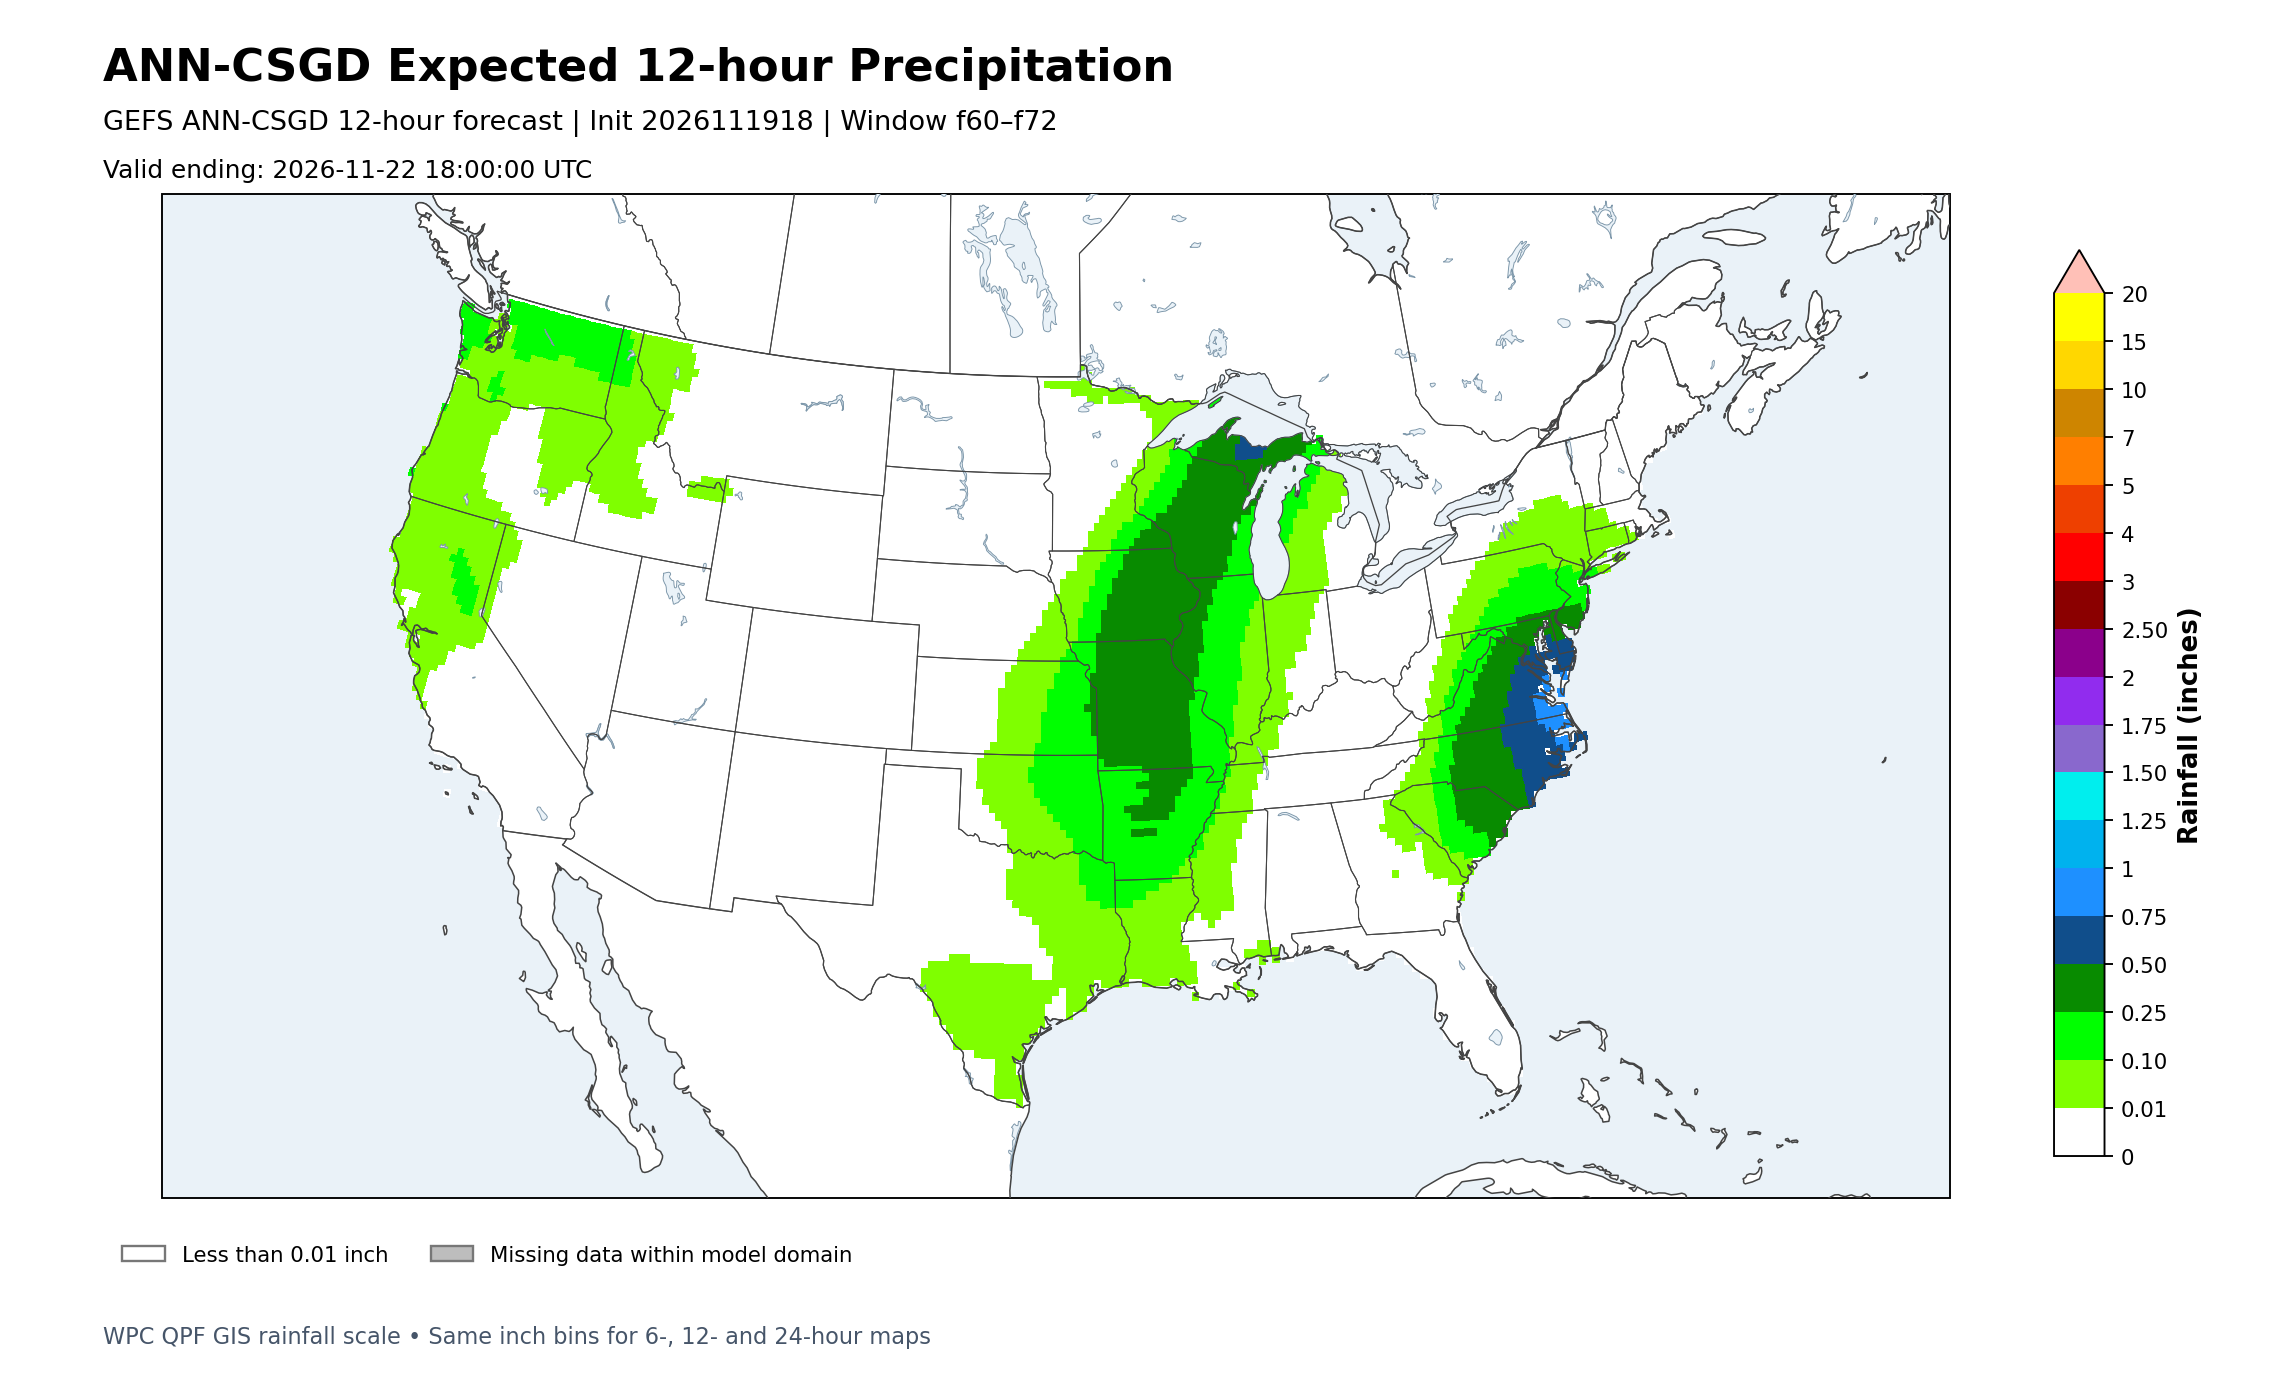 ANN-CSGD Expected 12-hour Precipitation
GEFS ANN-CSGD 12-hour forecast | Init 2026111918 | Window f60–f72
Valid ending: 2026-11-22 18:00:00 UTC
20
15
10
7
5
4
3
2.50
2
1.75
1.50
1.25
1
0.75
0.50
0.25
0.10
0.01
0
Rainfall (inches)
Less than 0.01 inch
Missing data within model domain
WPC QPF GIS rainfall scale • Same inch bins for 6-, 12- and 24-hour maps